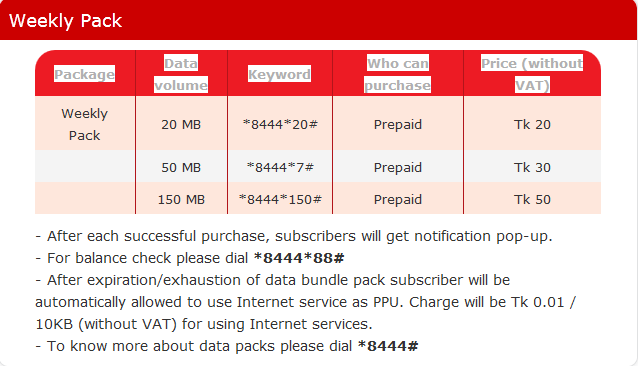 Weekly Pack
Package Data volume Keyword Who can purchase Price (without VAT)
Weekly Pack 20 MB *8444*20# Prepaid Tk 20
50 MB *8444*7# Prepaid Tk 30
150 MB *8444*150# Prepaid Tk 50
- After each successful purchase, subscribers will get notification pop-up.
- For balance check please dial *8444*88#
- After expiration/exhaustion of data bundle pack subscriber will be
automatically allowed to use Internet service as PPU. Charge will be Tk 0.01 /
10KB (without VAT) for using Internet services.
- To know more about data packs please dial *8444#